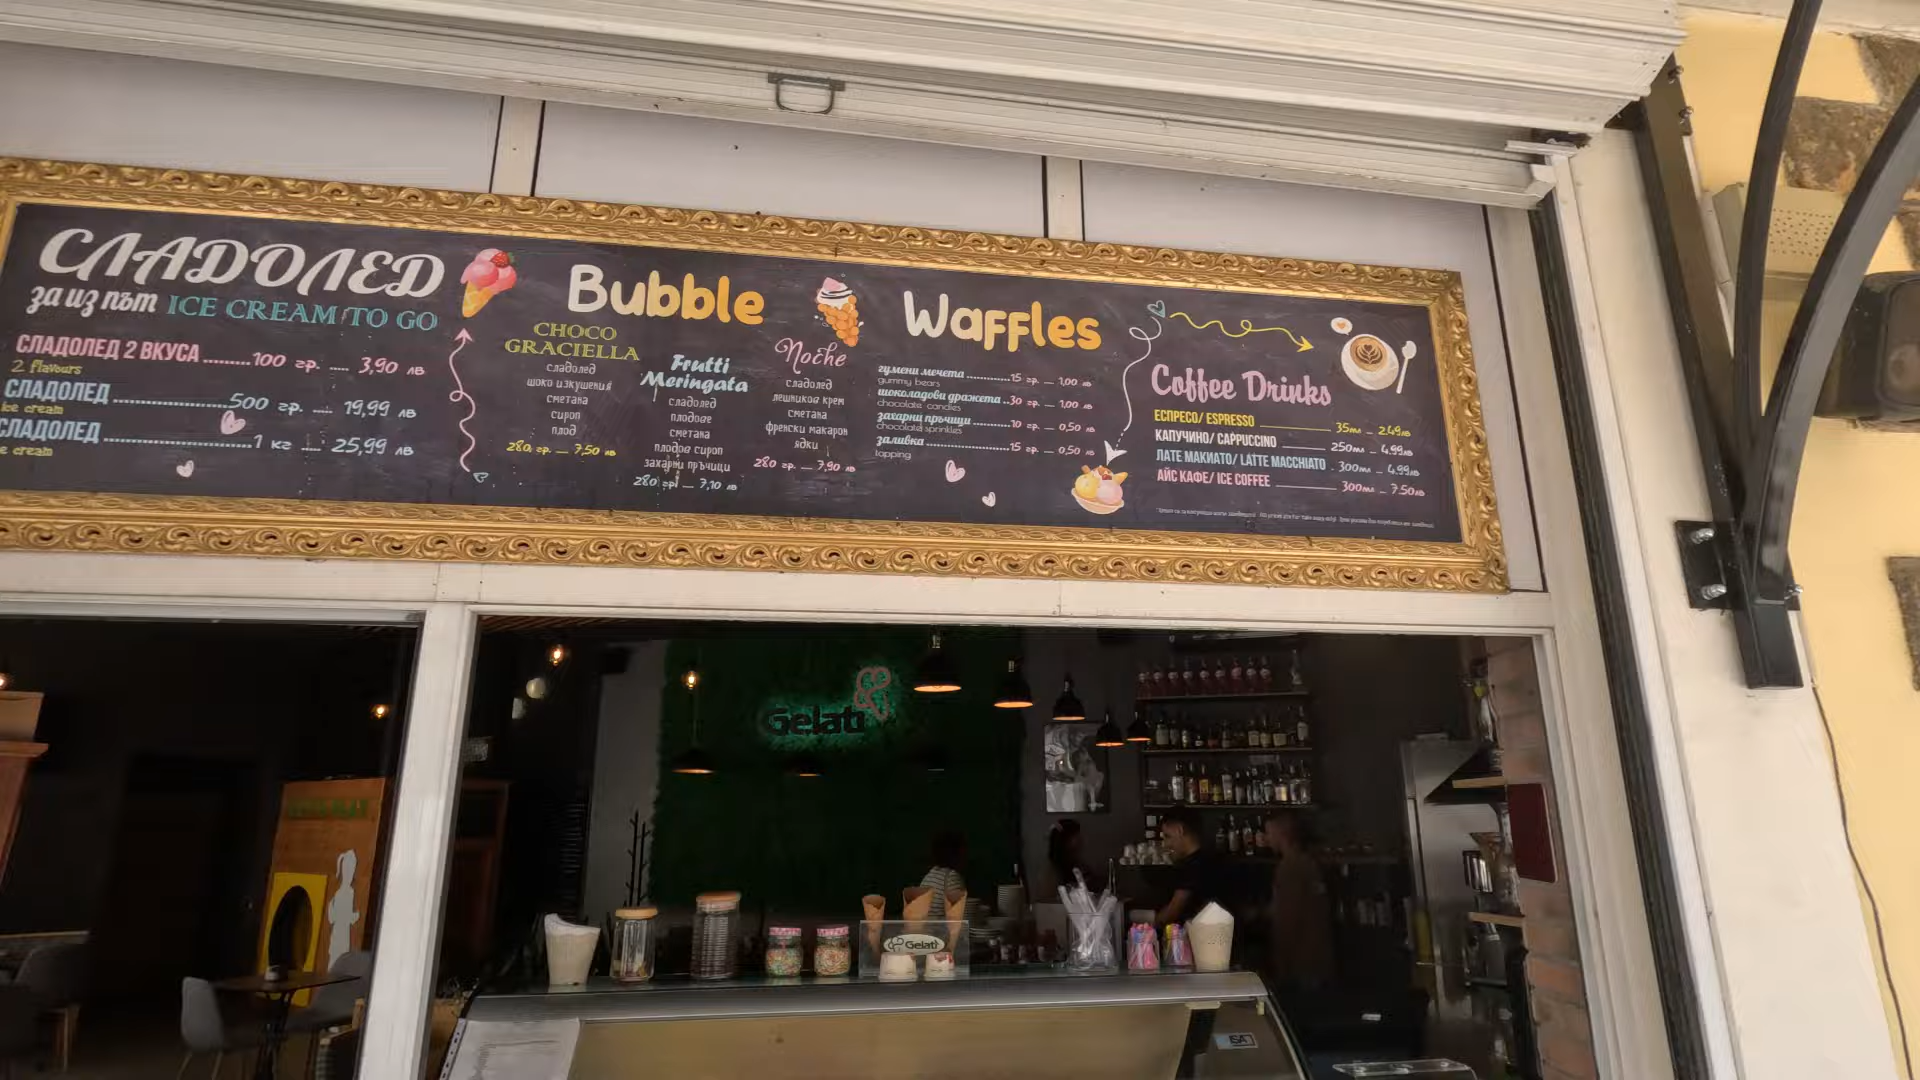 СЛАДОЛЕД
за из път ICE CREAM TO GO
СЛАДОЛЕД 2 ВКУСА .........100 гр. .... 3,90 лв
2 flavours
СЛАДОЛЕД ....................500 гр. .... 19,99 лв
ice cream
СЛАДОЛЕД ........................1 кг .... 25,99 лв
e cream
Bubble Waffles
CHOCO
GRACIELLA
сладолед
шоко изкушения
сметана
сироп
плод
280 гр. — 7,50 лв
Frutti
Meringata
сладолед
плодове
сметана
плодов сироп
захарни пръчици
280 гр. — 7,10 лв
Noche
сладолед
лешников крем
сметана
френски макарон
ядки
280 гр. — 7,90 лв
гумени мечета ............15 гр. ... 1,00 лв
gummy bears
шоколадови дражета ..30 гр. ... 1,00 лв
chocolate candies
захарни пръчици ..........10 гр. ... 0,50 лв
chocolate sprinkles
заливка .......................15 гр. ... 0,50 лв
topping
Coffee Drinks
ЕСПРЕСО/ ESPRESSO ________ 35мл _ 2.49лв
КАПУЧИНО/ CAPPUCCINO ______ 250мл _ 4,99лв
ЛАТЕ МАКИАТО/ LATTE MACCHIATO . 300мл _ 4,99лв
АЙС КАФЕ/ ICE COFFEE ________ 300мл _ 7.50лв
Gelati
Gelati
ISA